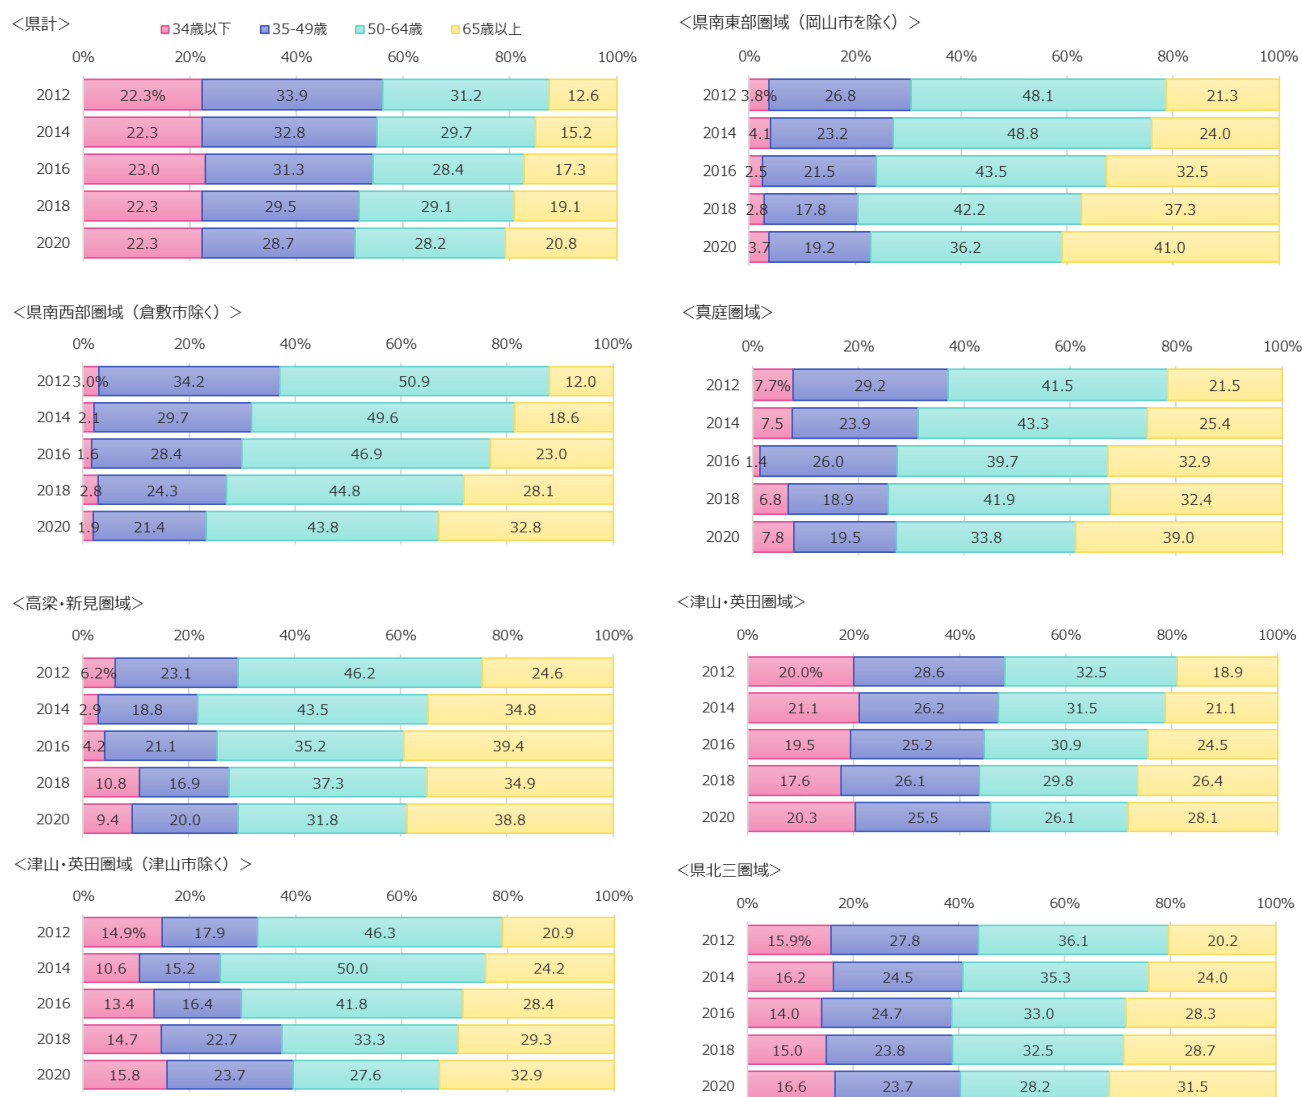 ＜県計＞
34歳以下 35-49歳 50-64歳 65歳以上
0% 20% 40% 60% 80% 100%
2012 22.3% 33.9 31.2 12.6
2014 22.3 32.8 29.7 15.2
2016 23.0 31.3 28.4 17.3
2018 22.3 29.5 29.1 19.1
2020 22.3 28.7 28.2 20.8
＜県南東部圏域（岡山市を除く）＞
0% 20% 40% 60% 80% 100%
2012 3.8% 26.8 48.1 21.3
2014 4.1 23.2 48.8 24.0
2016 2.5 21.5 43.5 32.5
2018 2.8 17.8 42.2 37.3
2020 3.7 19.2 36.2 41.0
＜県南西部圏域（倉敷市除く）＞
0% 20% 40% 60% 80% 100%
2012 3.0% 34.2 50.9 12.0
2014 2.1 29.7 49.6 18.6
2016 1.6 28.4 46.9 23.0
2018 2.8 24.3 44.8 28.1
2020 1.9 21.4 43.8 32.8
＜真庭圏域＞
0% 20% 40% 60% 80% 100%
2012 7.7% 29.2 41.5 21.5
2014 7.5 23.9 43.3 25.4
2016 1.4 26.0 39.7 32.9
2018 6.8 18.9 41.9 32.4
2020 7.8 19.5 33.8 39.0
＜高梁・新見圏域＞
0% 20% 40% 60% 80% 100%
2012 6.2% 23.1 46.2 24.6
2014 2.9 18.8 43.5 34.8
2016 4.2 21.1 35.2 39.4
2018 10.8 16.9 37.3 34.9
2020 9.4 20.0 31.8 38.8
＜津山・英田圏域＞
0% 20% 40% 60% 80% 100%
2012 20.0% 28.6 32.5 18.9
2014 21.1 26.2 31.5 21.1
2016 19.5 25.2 30.9 24.5
2018 17.6 26.1 29.8 26.4
2020 20.3 25.5 26.1 28.1
＜津山・英田圏域（津山市除く）＞
0% 20% 40% 60% 80% 100%
2012 14.9% 17.9 46.3 20.9
2014 10.6 15.2 50.0 24.2
2016 13.4 16.4 41.8 28.4
2018 14.7 22.7 33.3 29.3
2020 15.8 23.7 27.6 32.9
＜県北三圏域＞
0% 20% 40% 60% 80% 100%
2012 15.9% 27.8 36.1 20.2
2014 16.2 24.5 35.3 24.0
2016 14.0 24.7 33.0 28.3
2018 15.0 23.8 32.5 28.7
2020 16.6 23.7 28.2 31.5